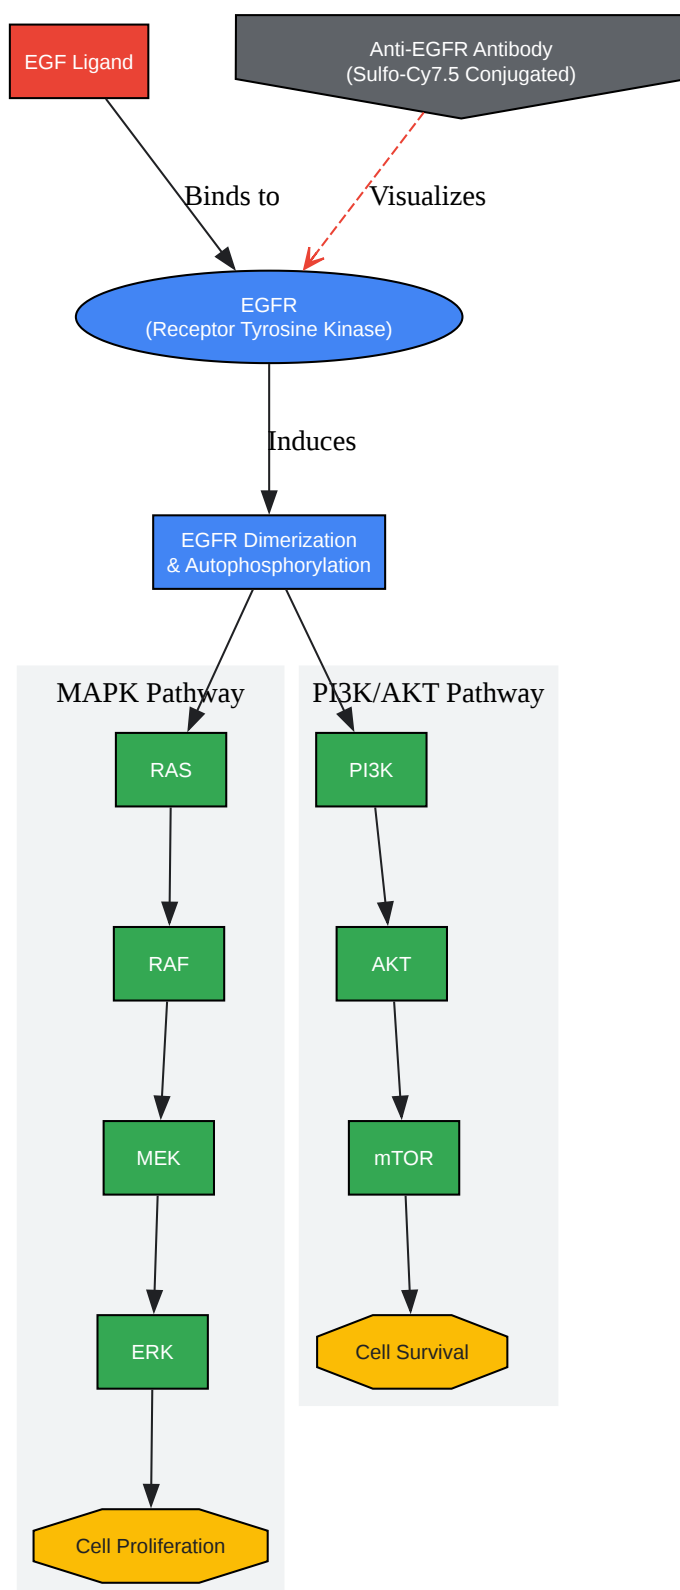 EGF Ligand
Anti-EGFR Antibody
(Sulfo-Cy7.5 Conjugated)
Binds to
Visualizes
EGFR
(Receptor Tyrosine Kinase)
Induces
EGFR Dimerization
& Autophosphorylation
MAPK Pathway
PI3K/AKT Pathway
RAS
PI3K
RAF
AKT
MEK
mTOR
ERK
Cell Survival
Cell Proliferation